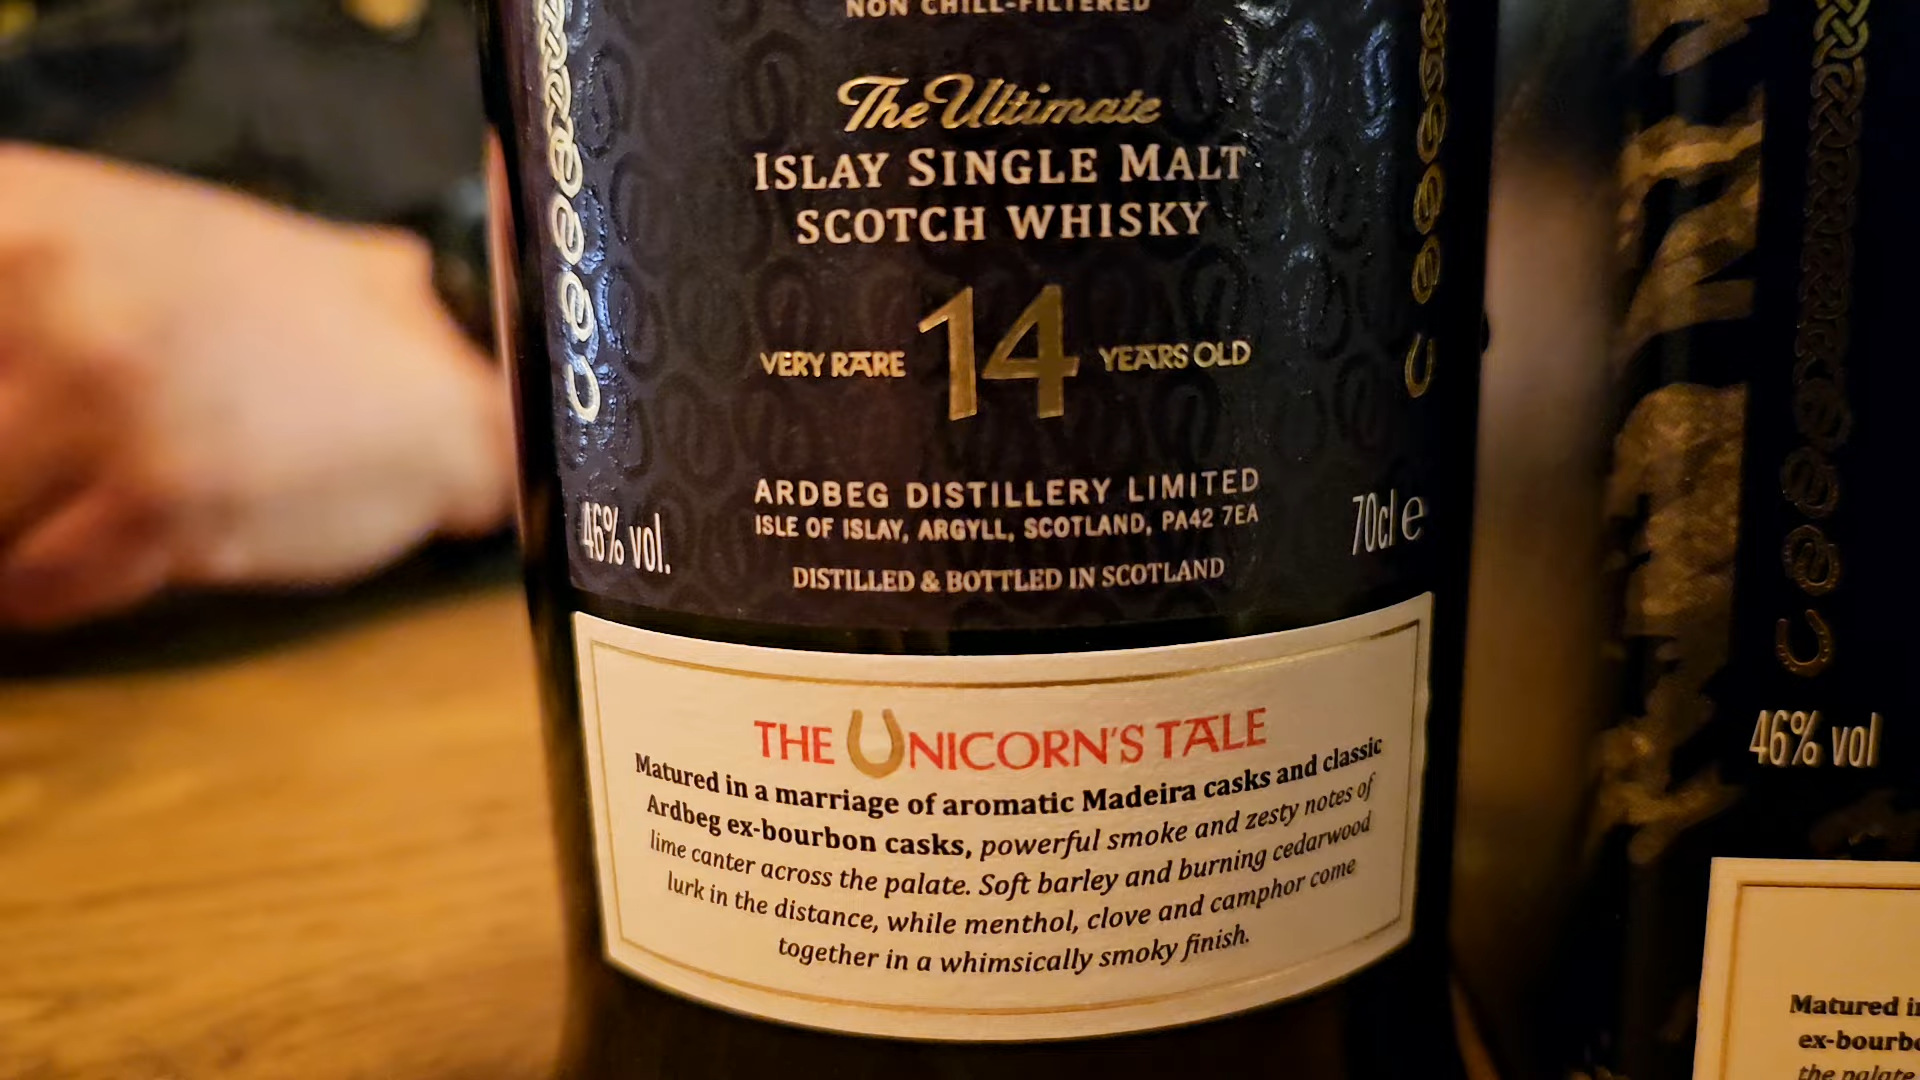 NON CHILL-FILTERED
The Ultimate
ISLAY SINGLE MALT
SCOTCH WHISKY
VERY RARE 14 YEARS OLD
ARDBEG DISTILLERY LIMITED
ISLE OF ISLAY, ARGYLL, SCOTLAND, PA42 7EA
46% vol.
70cl e
DISTILLED & BOTTLED IN SCOTLAND
THE UNICORN'S TALE
Matured in a marriage of aromatic Madeira casks and classic
Ardbeg ex-bourbon casks, powerful smoke and zesty notes of
lime canter across the palate. Soft barley and burning cedarwood
lurk in the distance, while menthol, clove and camphor come
together in a whimsically smoky finish.
46% vol
Matured
the palate